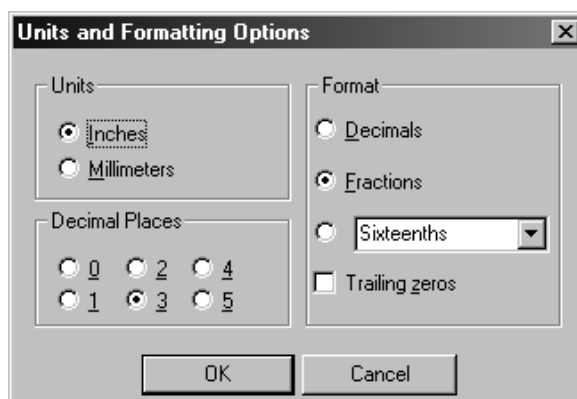 Units and Formatting Options
Units
Inches
Millimeters
Decimal Places
0 2 4
1 3 5
Format
Decimals
Fractions
Sixteenths
Trailing zeros
OK Cancel